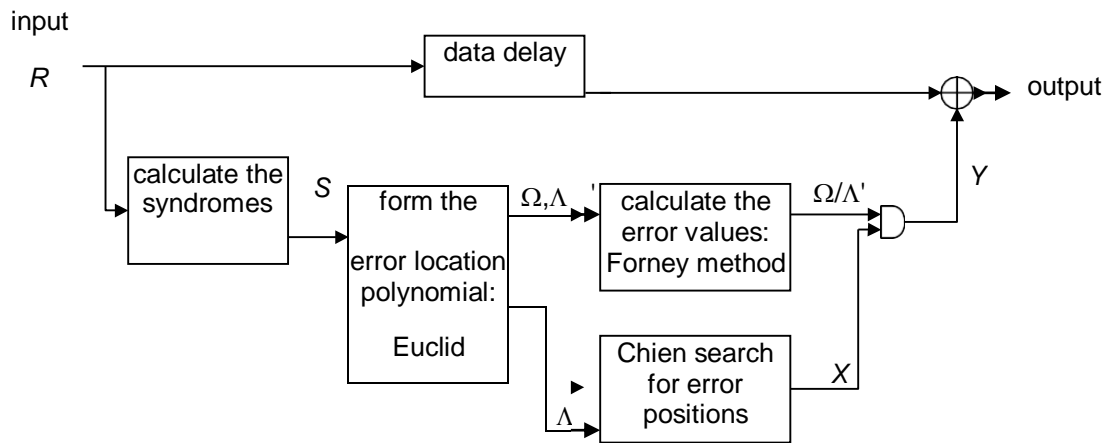 input
R
data delay
output
calculate the
syndromes
S
form the
error location
polynomial:
Euclid
Ω,Λ '
calculate the
error values:
Forney method
Ω/Λ'
Y
Λ
Chien search
for error
positions
X